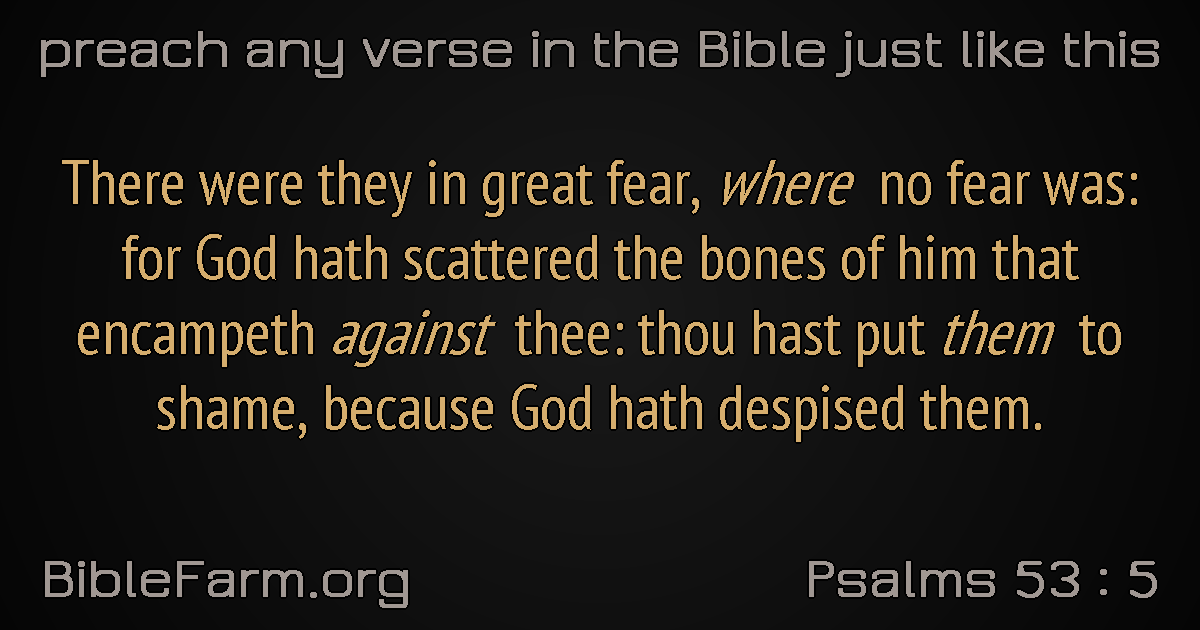 preach any verse in the Bible just like this
There were they in great fear, where no fear was:
for God hath scattered the bones of him that
encampeth against thee: thou hast put them to
shame, because God hath despised them.
BibleFarm.org
Psalms 53 : 5